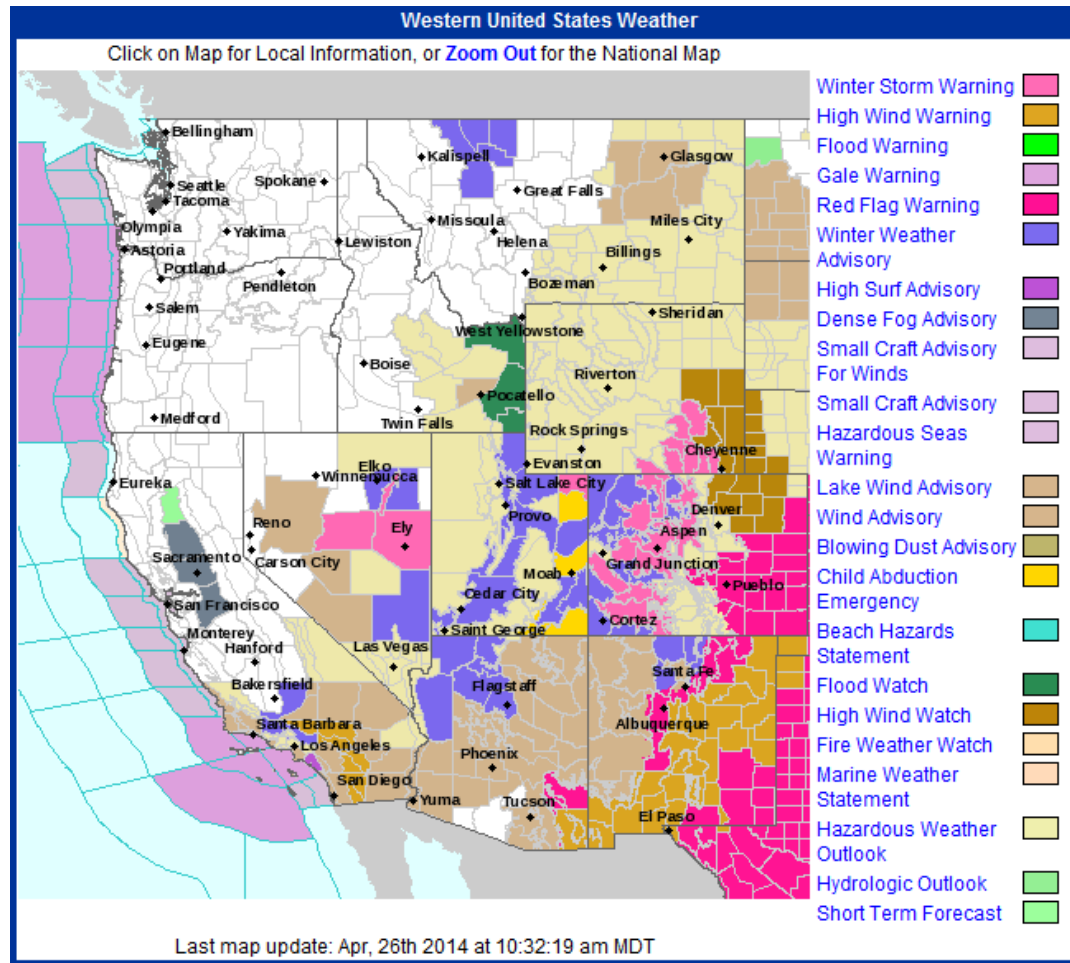 Western United States Weather
Click on Map for Local Information, or Zoom Out for the National Map
Bellingham
Seattle
Tacoma
Olympia
Astoria
Portland
Salem
Eugene
Medford
Spokane
Yakima
Pendleton
Lewiston
Kalispell
Missoula
Great Falls
Helena
Bozeman
Glasgow
Miles City
Billings
West Yellowstone
Sheridan
Boise
Pocatello
Twin Falls
Riverton
Rock Springs
Cheyenne
Evanston
Eureka
Winnemucca
Elko
Salt Lake City
Provo
Reno
Ely
Carson City
Sacramento
San Francisco
Monterey
Hanford
Bakersfield
Las Vegas
Cedar City
Saint George
Moab
Grand Junction
Aspen
Denver
Pueblo
Cortez
Santa Barbara
Los Angeles
San Diego
Yuma
Flagstaff
Phoenix
Tucson
Santa Fe
Albuquerque
El Paso
Winter Storm Warning
High Wind Warning
Flood Warning
Gale Warning
Red Flag Warning
Winter Weather
Advisory
High Surf Advisory
Dense Fog Advisory
Small Craft Advisory
For Winds
Small Craft Advisory
Hazardous Seas
Warning
Lake Wind Advisory
Wind Advisory
Blowing Dust Advisory
Child Abduction
Emergency
Beach Hazards
Statement
Flood Watch
High Wind Watch
Fire Weather Watch
Marine Weather
Statement
Hazardous Weather
Outlook
Hydrologic Outlook
Short Term Forecast
Last map update: Apr, 26th 2014 at 10:32:19 am MDT